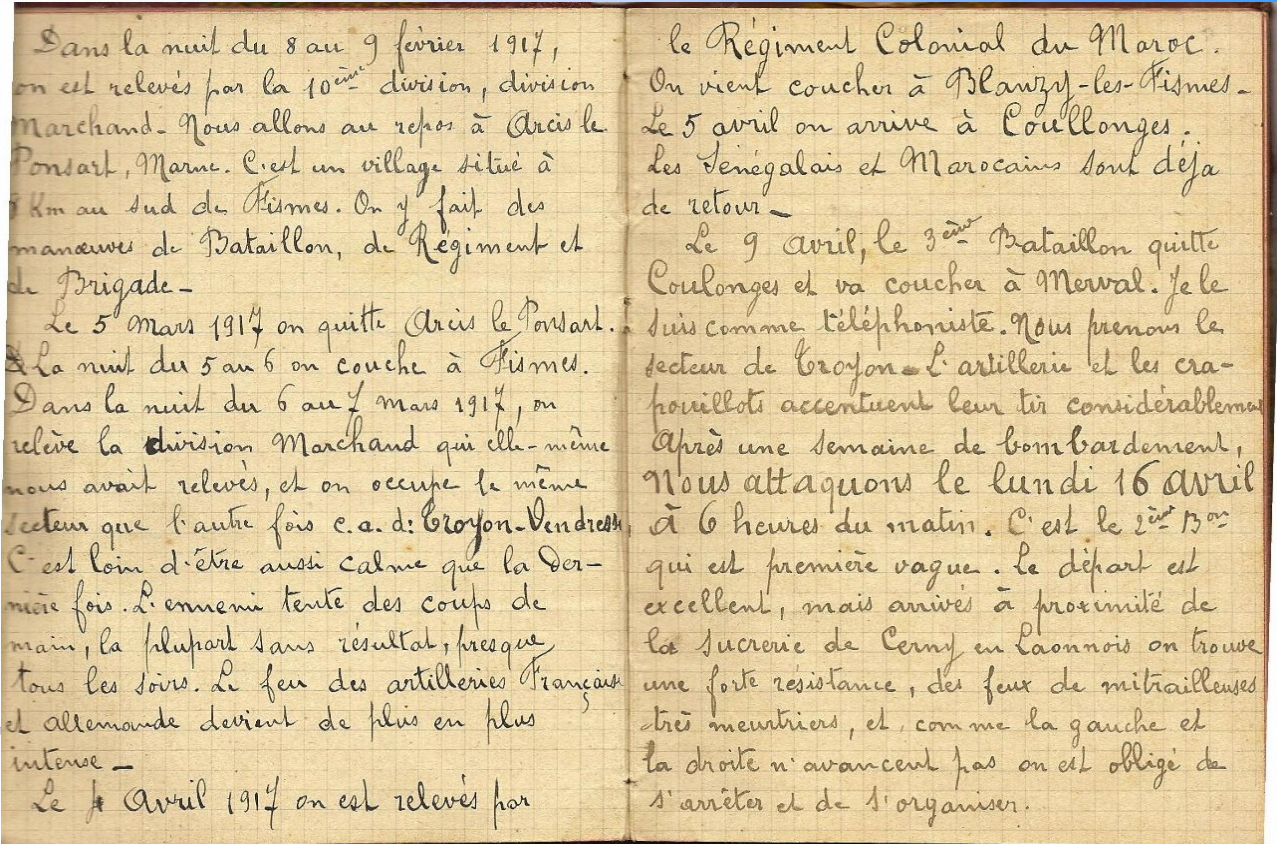 Dans la nuit du 8 au 9 février 1917,
on est relevés par la 10ème division, division
Marchand. Nous allons au repos à Arcis le
Ponsart, Marne. C'est un village situé à
Km au sud de Fismes. On y fait des
manœuvres de Bataillon, de Régiment et
de Brigade.
Le 5 Mars 1917 on quitte Arcis le Ponsart.
La nuit du 5 au 6 on couche à Fismes.
Dans la nuit du 6 au 7 mars 1917, on
relève la division Marchand qui elle-même
nous avait relevés, et on occupe le même
secteur que l'autre fois c.a.d: Troyon-Vendresse,
C'est loin d'être aussi calme que la der-
nière fois. L'ennemi tente des coups de
main, la plupart sans résultat, presque
tous les soirs. Le feu des artilleries Française
et allemande devient de plus en plus
intense -
Le 4 Avril 1917 on est relevés par
le Régiment Colonial du Maroc.
On vient coucher à Blanzy-les-Fismes -
Le 5 avril on arrive à Coullonges.
Les Sénégalais et Marocains sont déja
de retour -
Le 9 avril, le 3ème Bataillon quitte
Coulonges et va coucher à Merval. Je le
suis comme téléphoniste. Nous prenons le
secteur de Troyon - L'artillerie et les cra-
pouillots accentuent leur tir considérablement
Après une semaine de bombardement,
Nous attaquons le lundi 16 avril
à 6 heures du matin. C'est le 2ème Bon
qui est première vague. Le départ est
excellent, mais arrivés à proximité de
la sucrerie de Cerny en Laonnois on trouve
une forte résistance, des feux de mitrailleuses
très meurtriers, et, comme la gauche et
la droite n'avancent pas on est obligé de
s'arrêter et de s'organiser.